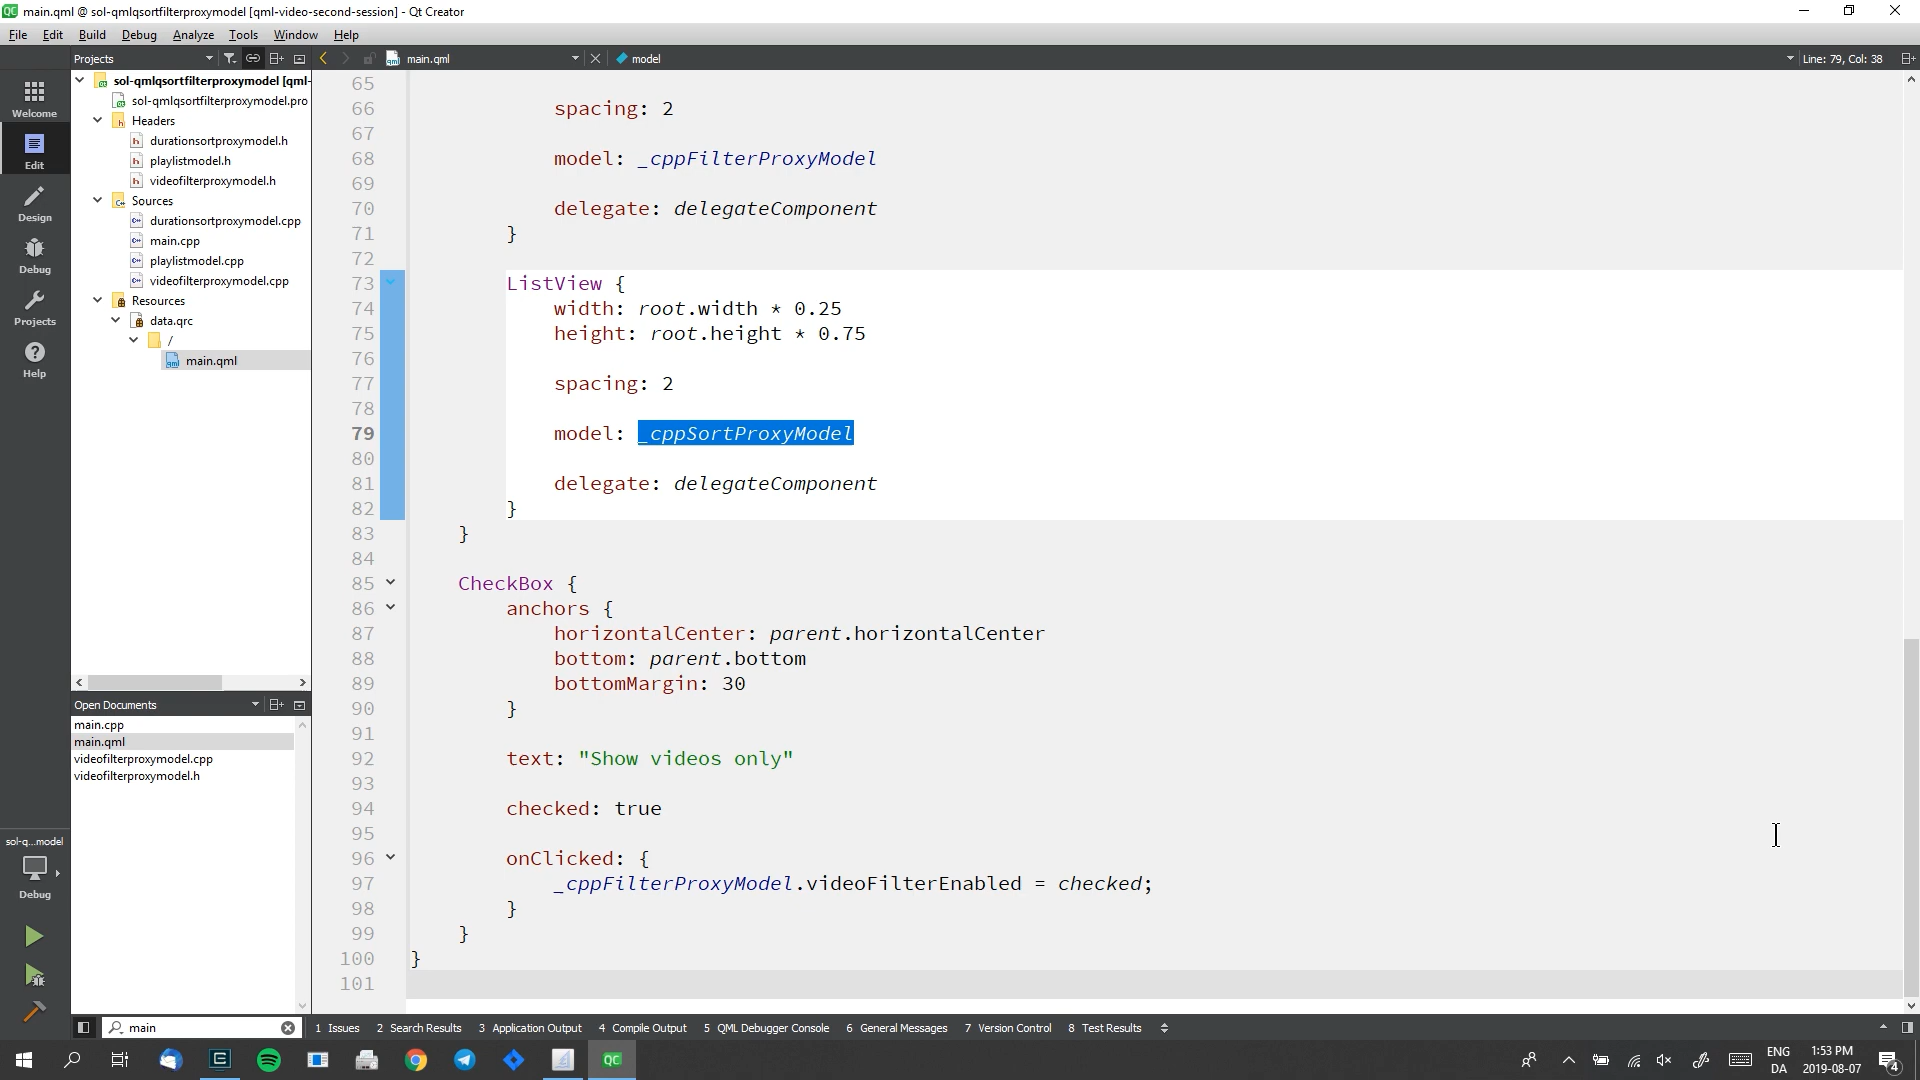 main.qml @ sol-qmlqsortfilterproxymodel [qml-video-second-session] - Qt Creator
File Edit Build Debug Analyze Tools Window Help
Projects main.qml model Line: 79, Col: 38
Welcome
Edit
Design
Debug
Projects
Help
sol-q...model
Debug
sol-qmlqsortfilterproxymodel [qml-
sol-qmlqsortfilterproxymodel.pro
Headers
durationsortproxymodel.h
playlistmodel.h
videofilterproxymodel.h
Sources
durationsortproxymodel.cpp
main.cpp
playlistmodel.cpp
videofilterproxymodel.cpp
Resources
data.qrc
/
main.qml
Open Documents
main.cpp
main.qml
videofilterproxymodel.cpp
videofilterproxymodel.h
65
66 spacing: 2
67
68 model: _cppFilterProxyModel
69
70 delegate: delegateComponent
71 }
72
73 ListView {
74 width: root.width * 0.25
75 height: root.height * 0.75
76
77 spacing: 2
78
79 model: _cppSortProxyModel
80
81 delegate: delegateComponent
82 }
83 }
84
85 CheckBox {
86 anchors {
87 horizontalCenter: parent.horizontalCenter
88 bottom: parent.bottom
89 bottomMargin: 30
90 }
91
92 text: "Show videos only"
93
94 checked: true
95
96 onClicked: {
97 _cppFilterProxyModel.videoFilterEnabled = checked;
98 }
99 }
100 }
101
main 1 Issues 2 Search Results 3 Application Output 4 Compile Output 5 QML Debugger Console 6 General Messages 7 Version Control 8 Test Results
ENG 1:53 PM
DA 2019-08-07 4